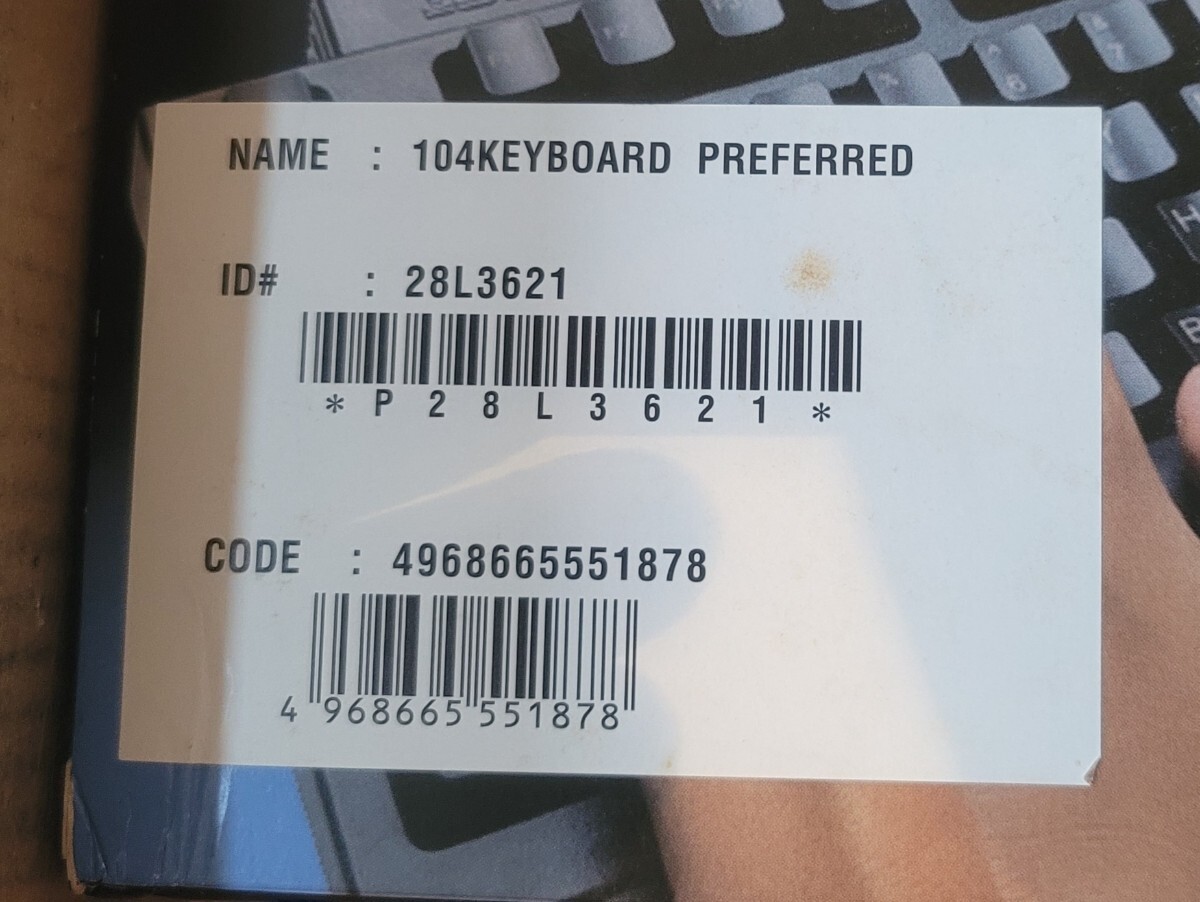 NAME : 104KEYBOARD PREFERRED
ID# : 28L3621
*P28L3621*
CODE : 4968665551878
4 968665 551878